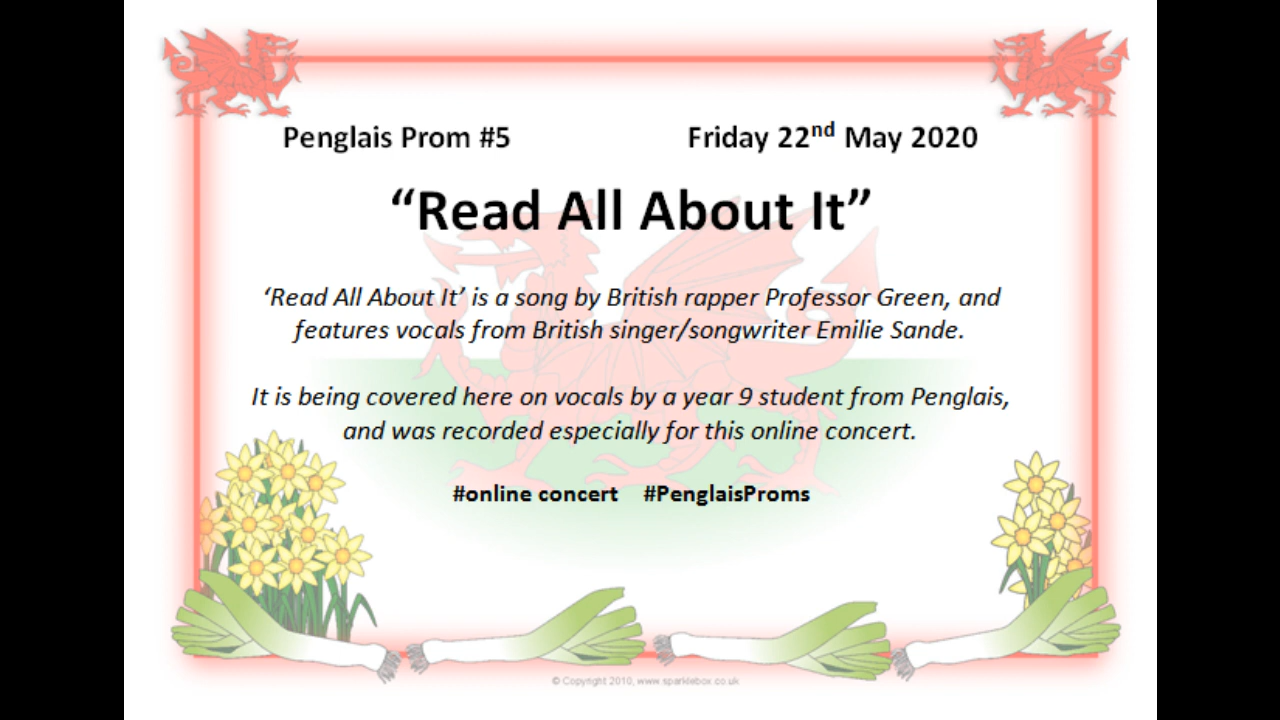 Penglais Prom #5 Friday 22nd May 2020
“Read All About It”
‘Read All About It’ is a song by British rapper Professor Green, and
features vocals from British singer/songwriter Emilie Sande.
It is being covered here on vocals by a year 9 student from Penglais,
and was recorded especially for this online concert.
#online concert #PenglaisProms
© Copyright 2010, www.sparklebox.co.uk